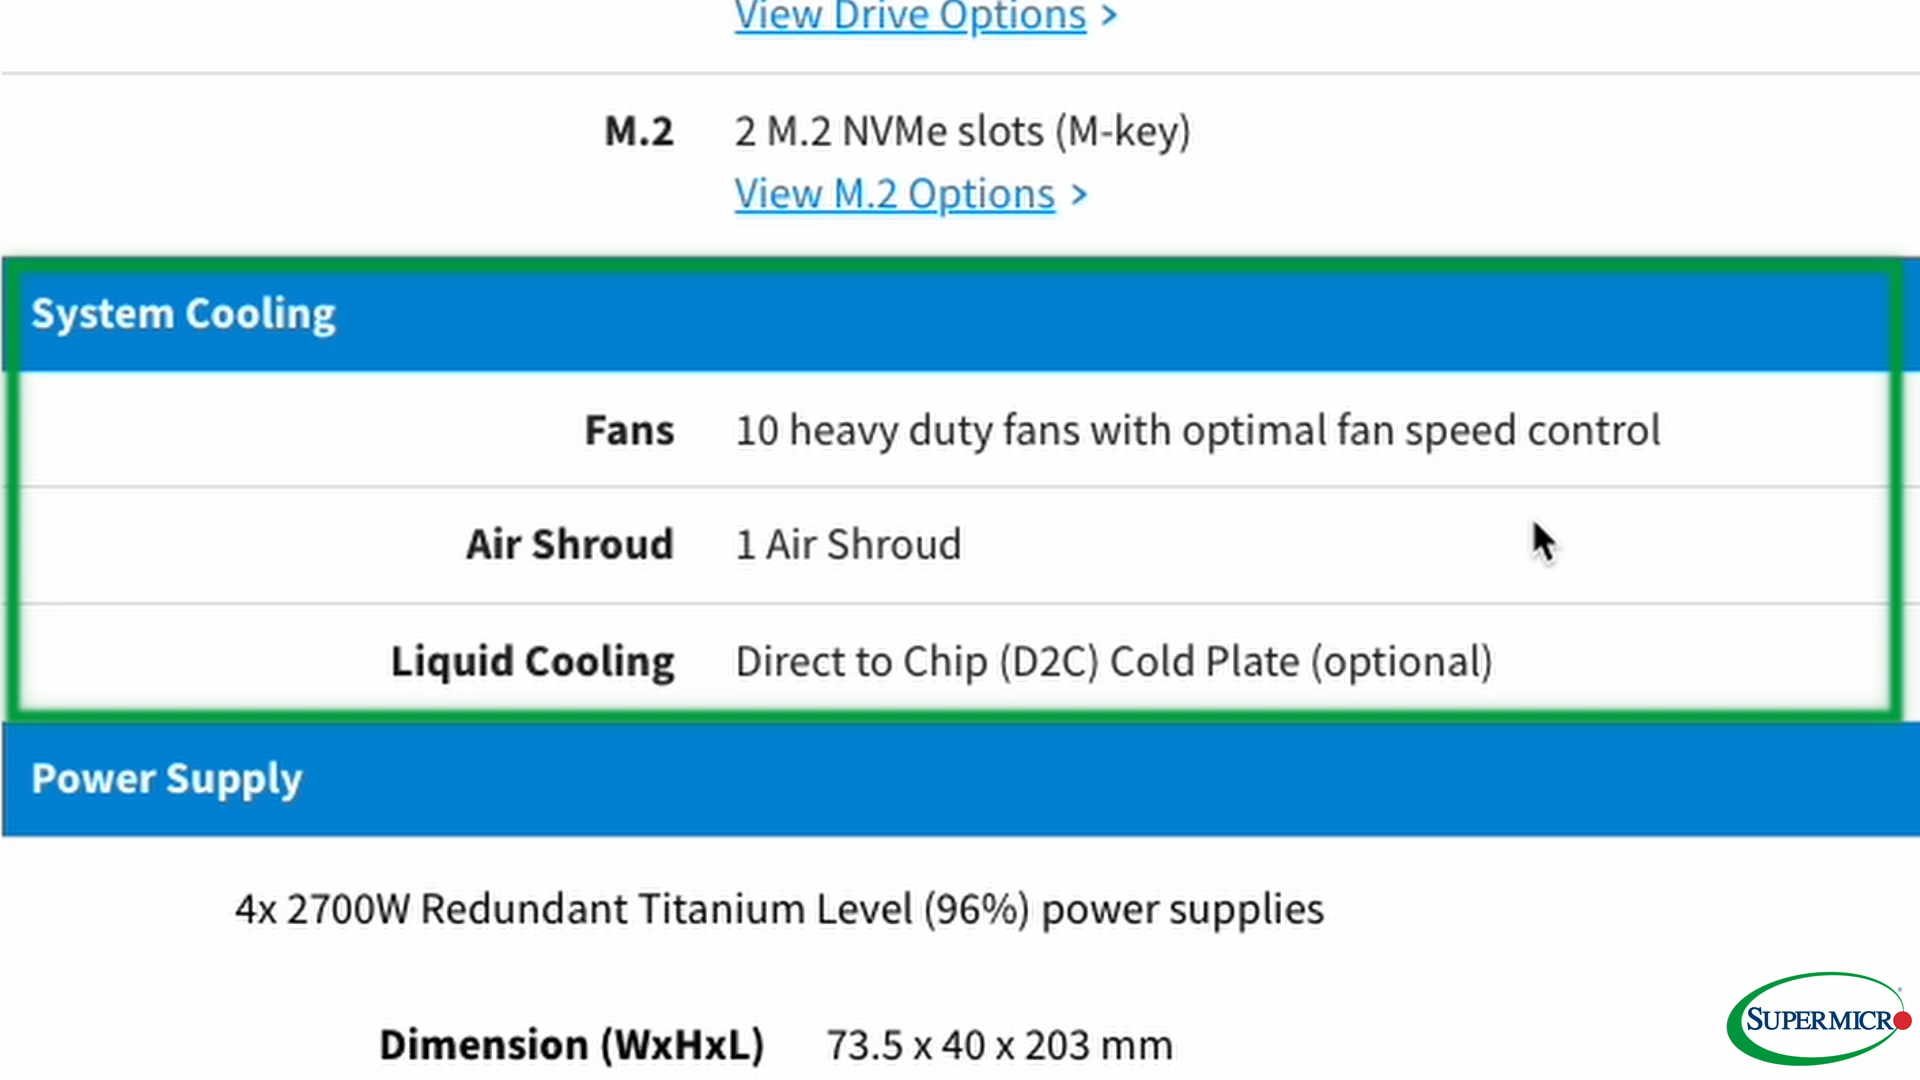 View Drive Options >
M.2 2 M.2 NVMe slots (M-key)
View M.2 Options >
System Cooling
Fans 10 heavy duty fans with optimal fan speed control
Air Shroud 1 Air Shroud
Liquid Cooling Direct to Chip (D2C) Cold Plate (optional)
Power Supply
4x 2700W Redundant Titanium Level (96%) power supplies
Dimension (WxHxL) 73.5 x 40 x 203 mm
SUPERMICRO